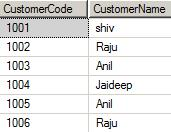 CustomerCode CustomerName
1001 shiv
1002 Raju
1003 Anil
1004 Jaideep
1005 Anil
1006 Raju